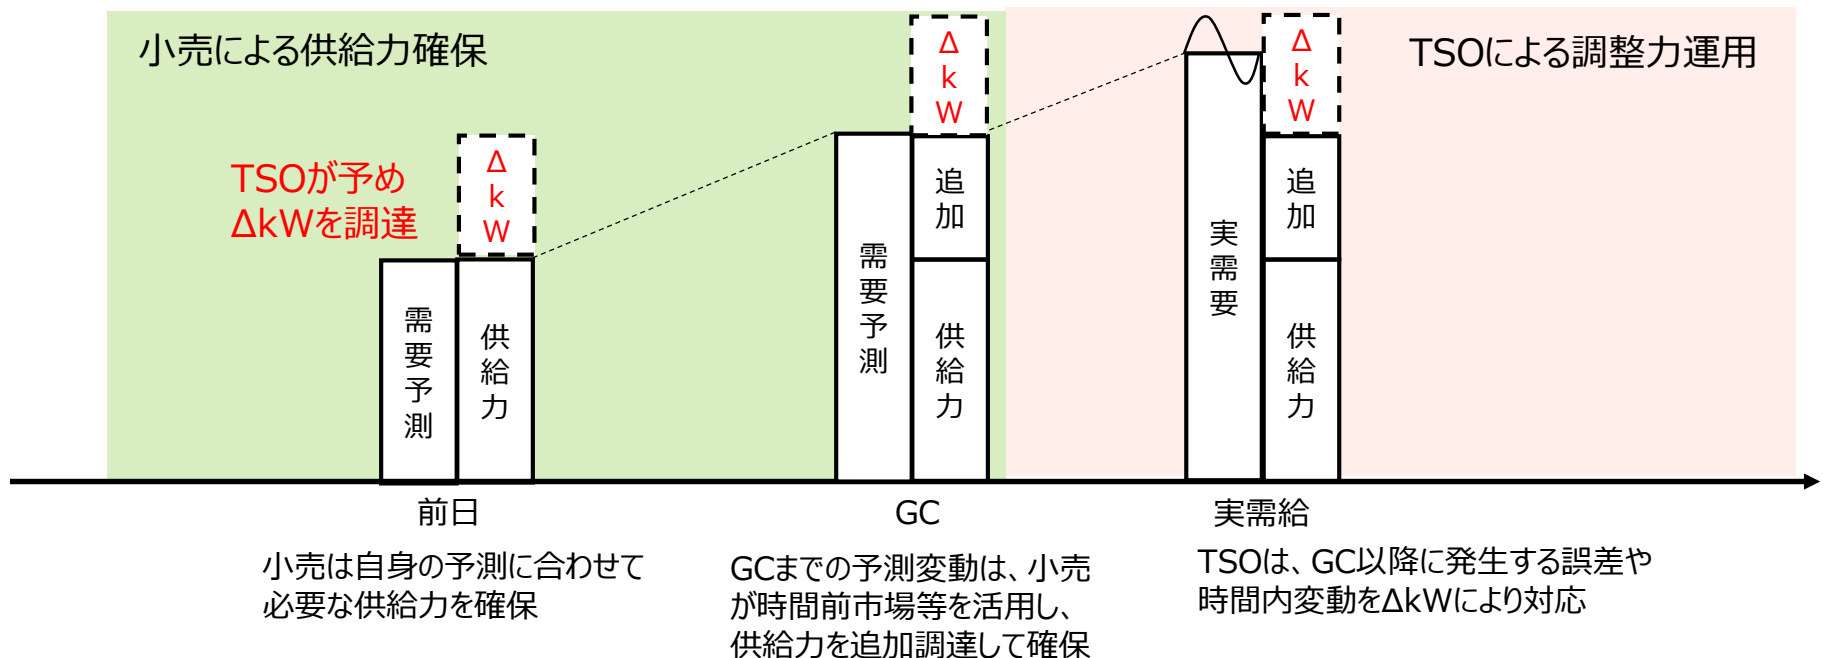 小売による供給力確保
TSOによる調整力運用
TSOが予め
ΔkWを調達
ΔkW
需要予測
供給力
ΔkW
追加
需要予測
供給力
ΔkW
追加
実需要
供給力
前日
GC
実需給
小売は自身の予測に合わせて
必要な供給力を確保
GCまでの予測変動は、小売
が時間前市場等を活用し、
供給力を追加調達して確保
TSOは、GC以降に発生する誤差や
時間内変動をΔkWにより対応